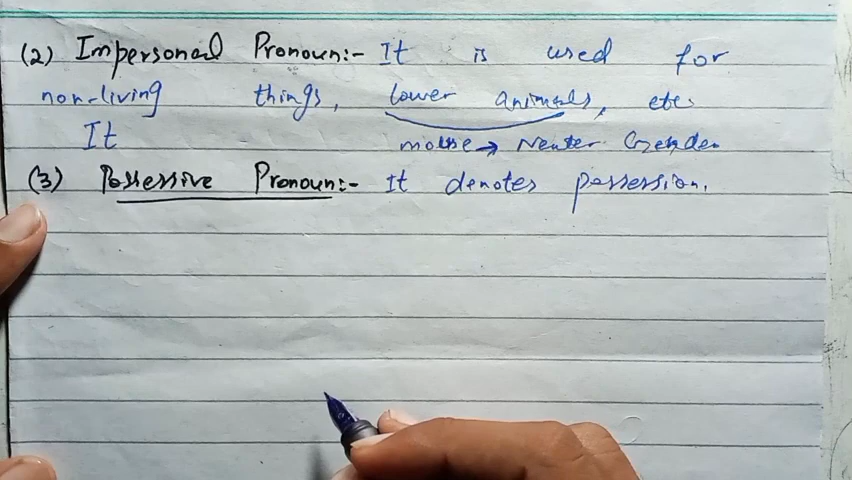 (2) Impersonal Pronoun:- It is used for
non-living things, lower animals, etc.
It mouse → Neuter Gender
(3) Possessive Pronoun:- It denotes possession.